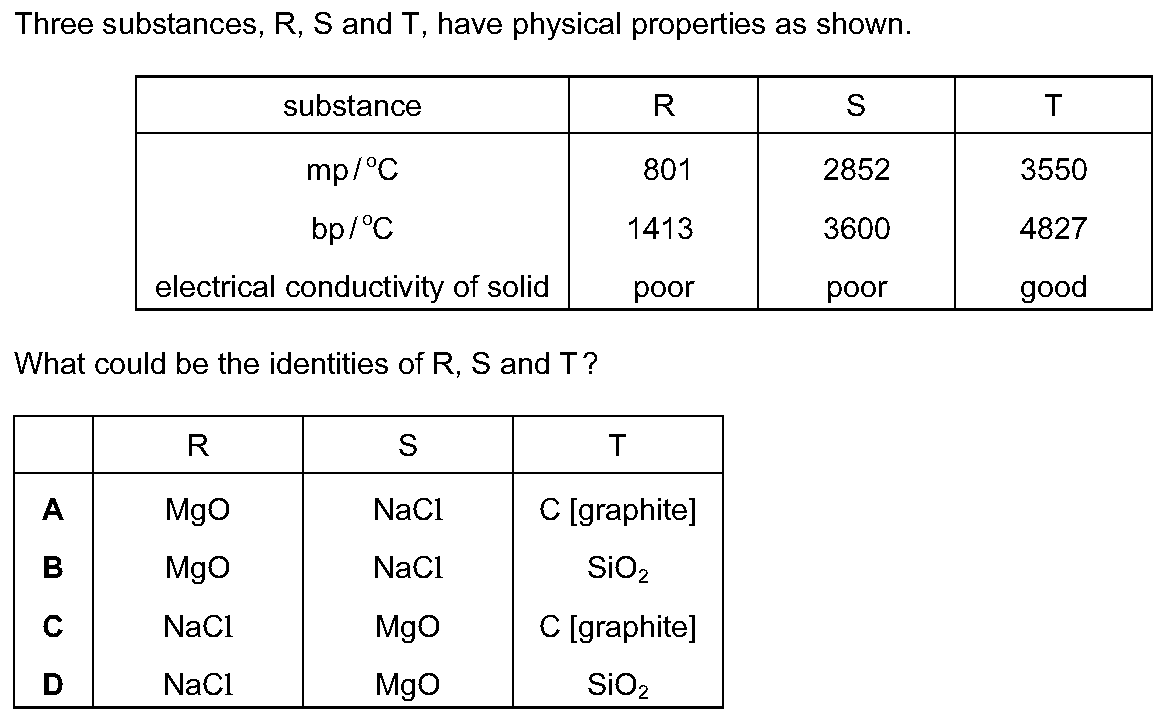 Three substances, R, S and T, have physical properties as shown.
substance R S T
mp / °C 801 2852 3550
bp / °C 1413 3600 4827
electrical conductivity of solid poor poor good
What could be the identities of R, S and T ?
R S T
A MgO NaCl C [graphite]
B MgO NaCl SiO₂
C NaCl MgO C [graphite]
D NaCl MgO SiO₂